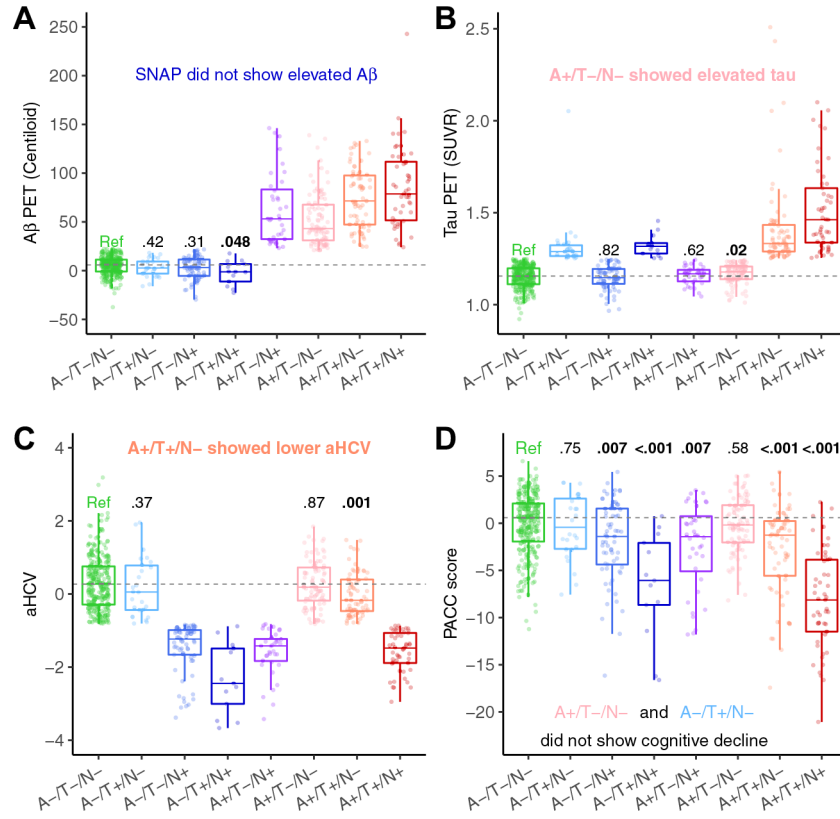 A
250
200
150
100
50
0
−50
Aβ PET (Centiloid)
SNAP did not show elevated Aβ
Ref .42 .31 .048
A−/T−/N− A−/T+/N− A−/T−/N+ A−/T+/N+ A+/T−/N+ A+/T−/N− A+/T+/N− A+/T+/N+
B
2.5
2.0
1.5
1.0
Tau PET (SUVR)
A+/T−/N− showed elevated tau
Ref .82 .62 .02
A−/T−/N− A−/T+/N− A−/T−/N+ A−/T+/N+ A+/T−/N+ A+/T−/N− A+/T+/N− A+/T+/N+
C
4
2
0
−2
−4
aHCV
A+/T+/N− showed lower aHCV
Ref .37 .87 .001
A−/T−/N− A−/T+/N− A−/T−/N+ A−/T+/N+ A+/T−/N+ A+/T−/N− A+/T+/N− A+/T+/N+
D
5
0
−5
−10
−15
−20
PACC score
Ref .75 .007 <.001 .007 .58 <.001 <.001
A+/T−/N− and A−/T+/N−
did not show cognitive decline
A−/T−/N− A−/T+/N− A−/T−/N+ A−/T+/N+ A+/T−/N+ A+/T−/N− A+/T+/N− A+/T+/N+